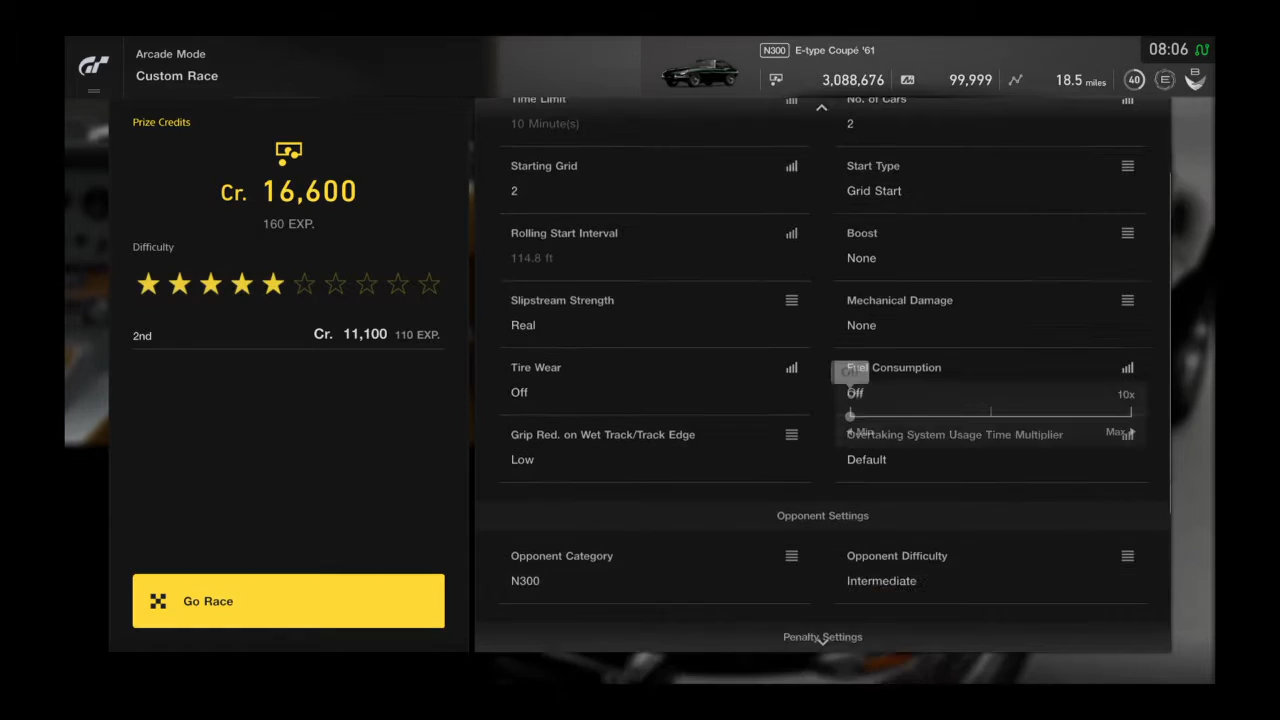 Arcade Mode
Custom Race
N300 E-type Coupé '61
08:06
3,088,676 99,999 18.5 miles 40 E B
Prize Credits
Cr. 16,600
160 EXP.
Difficulty
2nd Cr. 11,100 110 EXP.
Go Race
Time Limit
10 Minute(s)
No. of Cars
2
Starting Grid
2
Start Type
Grid Start
Rolling Start Interval
114.8 ft
Boost
None
Slipstream Strength
Real
Mechanical Damage
None
Tire Wear
Off
Fuel Consumption
Off
10x
Min Max
Grip Red. on Wet Track/Track Edge
Low
Overtaking System Usage Time Multiplier
Default
Opponent Settings
Opponent Category
N300
Opponent Difficulty
Intermediate
Penalty Settings